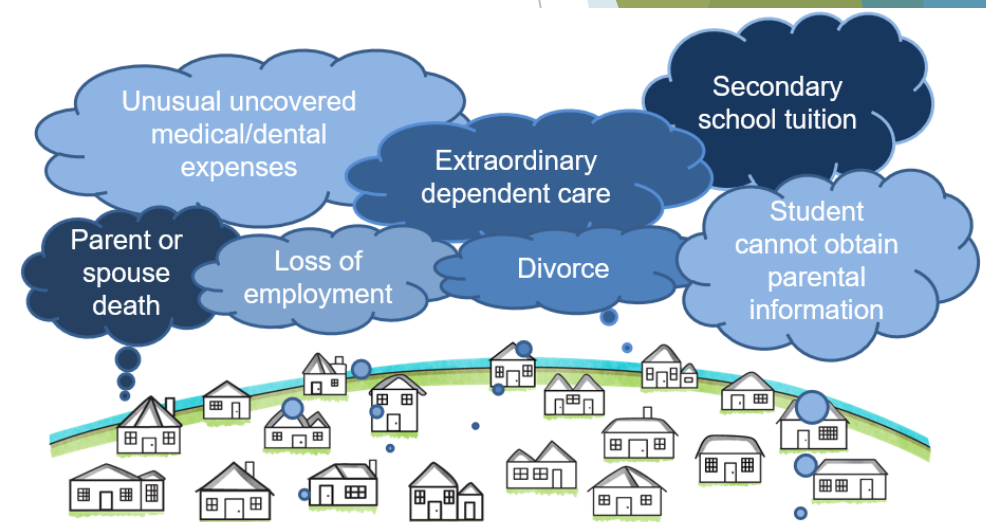 Unusual uncovered
medical/dental
expenses
Secondary
school tuition
Extraordinary
dependent care
Parent or
spouse
death
Loss of
employment
Divorce
Student
cannot obtain
parental
information